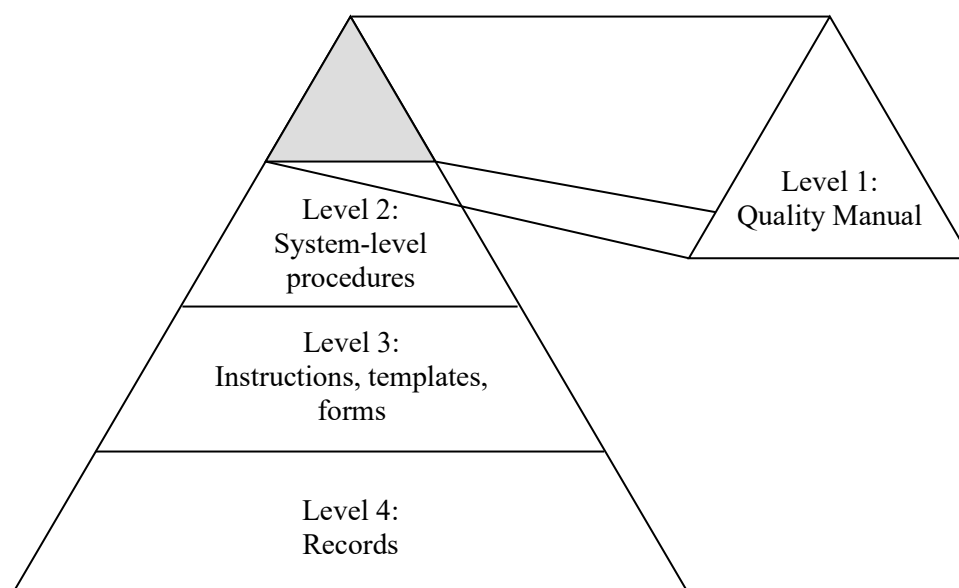 Level 1:
Quality Manual
Level 2:
System-level
procedures
Level 3:
Instructions, templates,
forms
Level 4:
Records